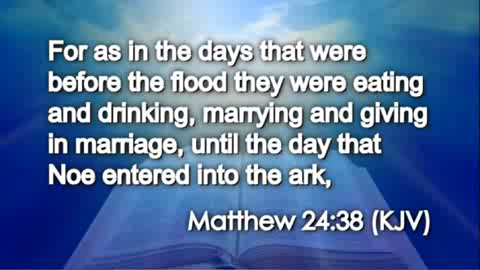 For as in the days that were
before the flood they were eating
and drinking, marrying and giving
in marriage, until the day that
Noe entered into the ark,
Matthew 24:38 (KJV)